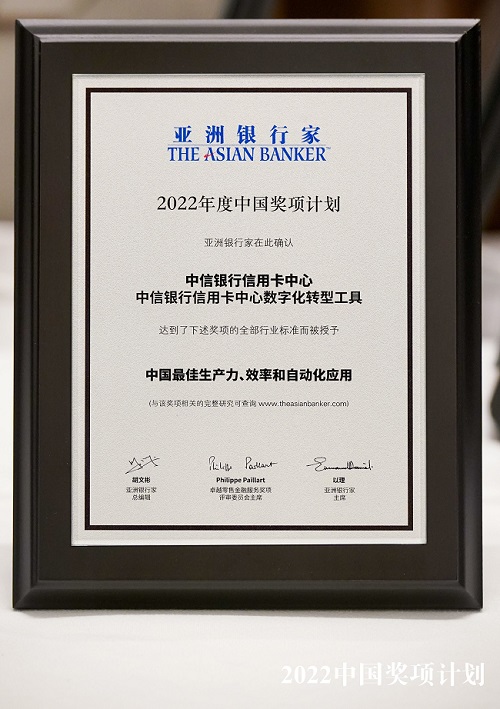 亚洲银行家
THE ASIAN BANKER™
2022年度中国奖项计划
亚洲银行家在此确认
中信银行信用卡中心
中信银行信用卡中心数字化转型工具
达到了下述奖项的全部行业标准而被授予
中国最佳生产力、效率和自动化应用
(与该奖项相关的完整研究可查询 www.theasianbanker.com)
Philippe Paillart
Emmanuel Daniel
胡文彬
亚洲银行家
总编辑
Philippe Paillart
卓越零售金融服务奖项
评审委员会主席
以理
亚洲银行家
主席
2022中国奖项计划